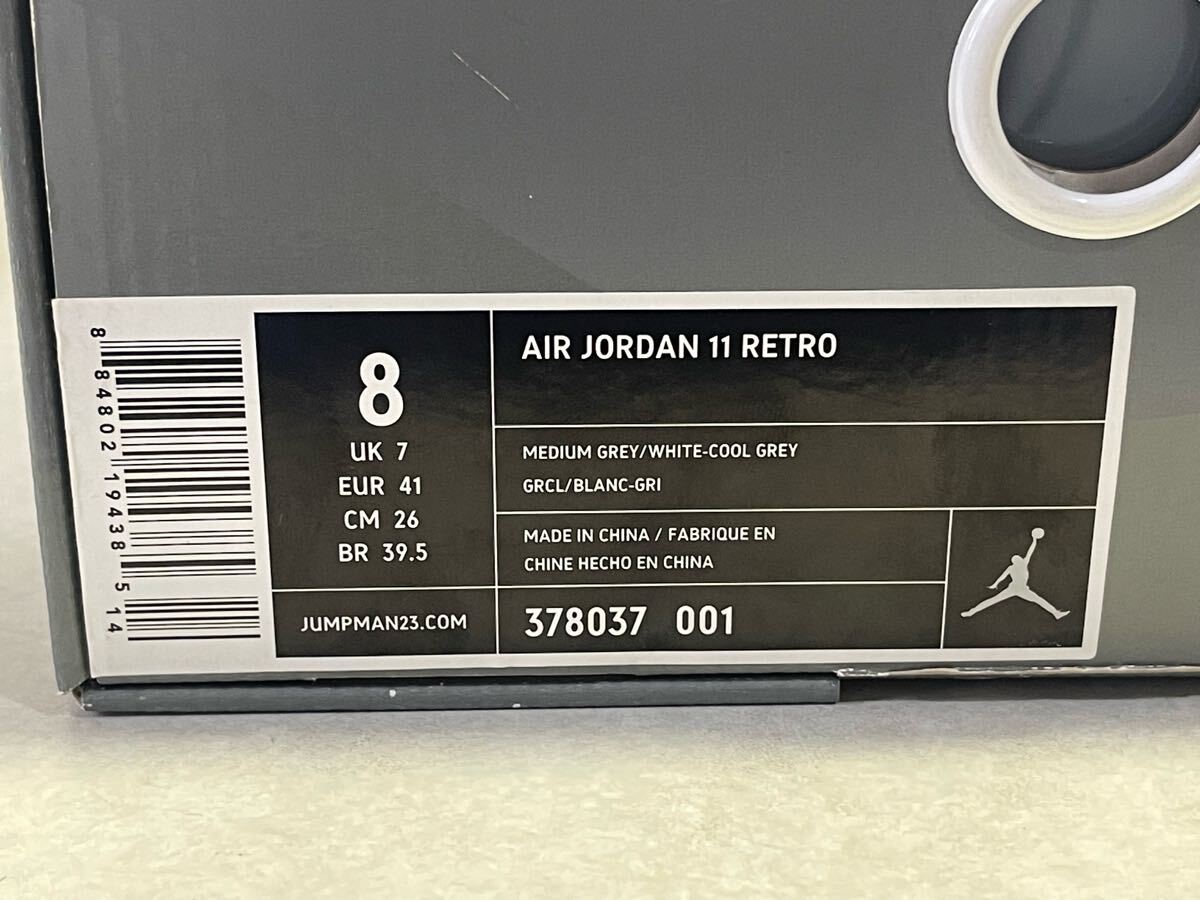 8 84802 19438 5 14
8
UK 7
EUR 41
CM 26
BR 39.5
JUMPMAN23.COM
AIR JORDAN 11 RETRO
MEDIUM GREY/WHITE-COOL GREY
GRCL/BLANC-GRI
MADE IN CHINA / FABRIQUE EN
CHINE HECHO EN CHINA
378037 001